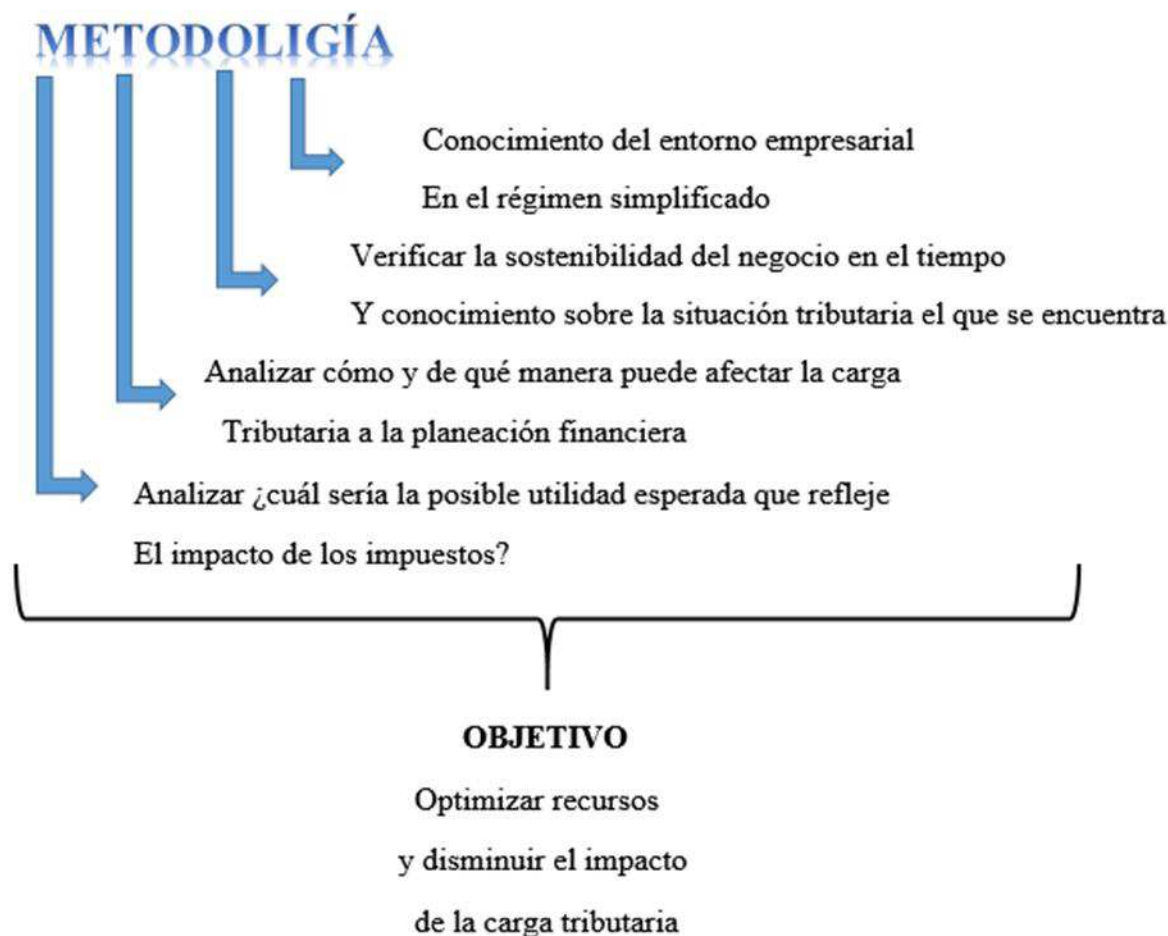 METODOLIGÍA
Conocimiento del entorno empresarial
En el régimen simplificado
Verificar la sostenibilidad del negocio en el tiempo
Y conocimiento sobre la situación tributaria el que se encuentra
Analizar cómo y de qué manera puede afectar la carga
Tributaria a la planeación financiera
Analizar ¿cuál sería la posible utilidad esperada que refleje
El impacto de los impuestos?
OBJETIVO
Optimizar recursos
y disminuir el impacto
de la carga tributaria